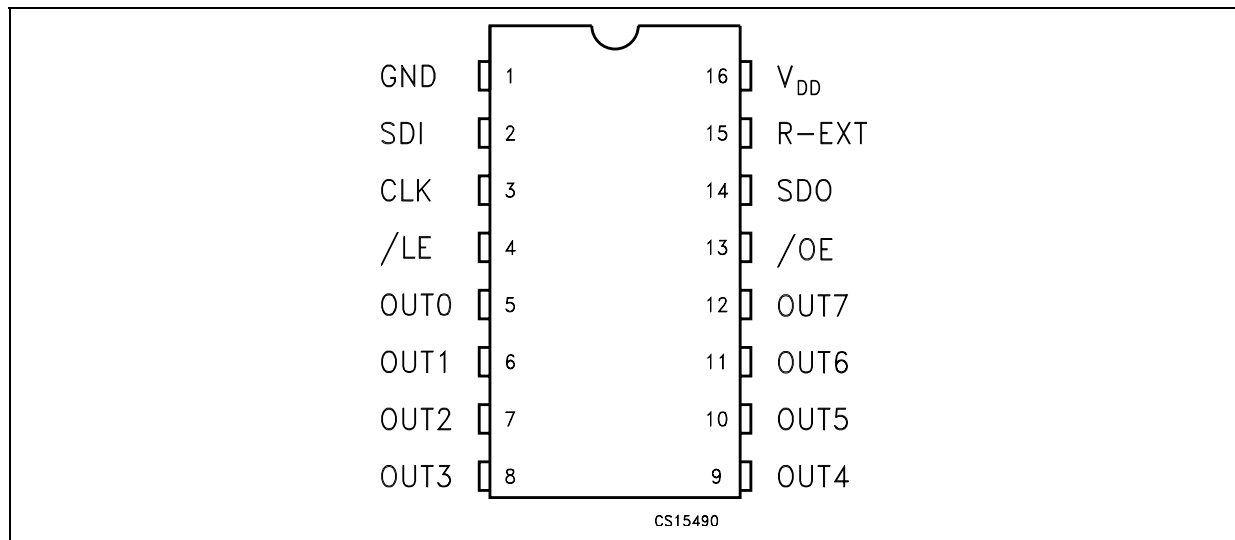 GND 1 16 VDD
SDI 2 15 R-EXT
CLK 3 14 SDO
/LE 4 13 /OE
OUT0 5 12 OUT7
OUT1 6 11 OUT6
OUT2 7 10 OUT5
OUT3 8 9 OUT4
CS15490